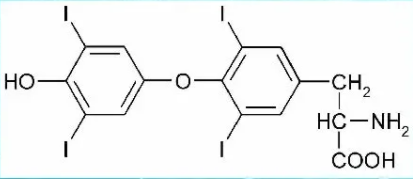 I I
HO O CH2
HC NH2
I I COOH